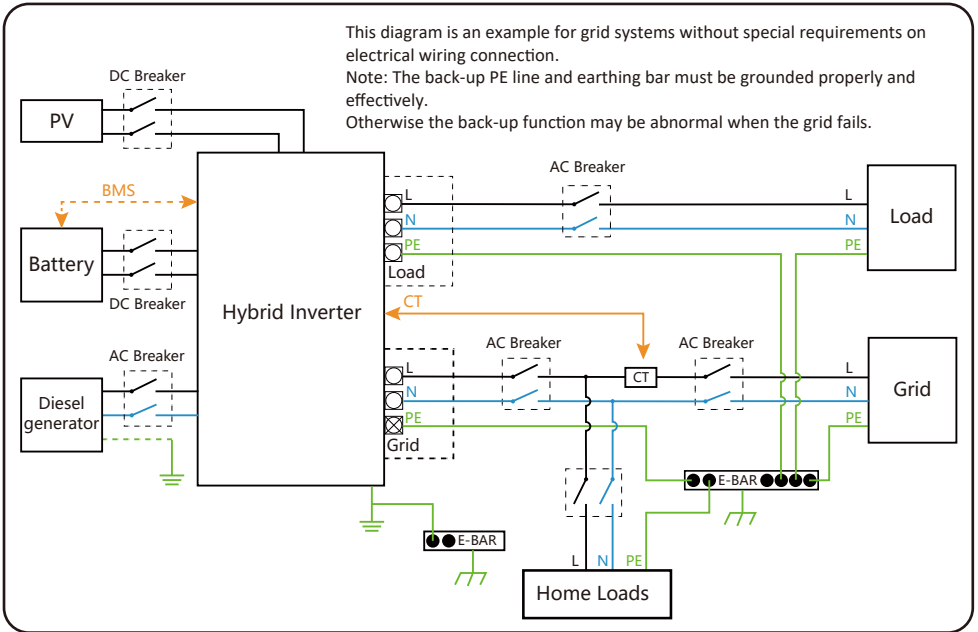 This diagram is an example for grid systems without special requirements on
electrical wiring connection.
Note: The back-up PE line and earthing bar must be grounded properly and
effectively.
Otherwise the back-up function may be abnormal when the grid fails.
DC Breaker
PV
BMS
Battery
DC Breaker
AC Breaker
Diesel
generator
Hybrid Inverter
L
N
PE
Load
AC Breaker
L
N
PE
Load
CT
L
N
PE
Grid
AC Breaker
CT
AC Breaker
L
N
PE
Grid
E-BAR
E-BAR
L
N
PE
Home Loads